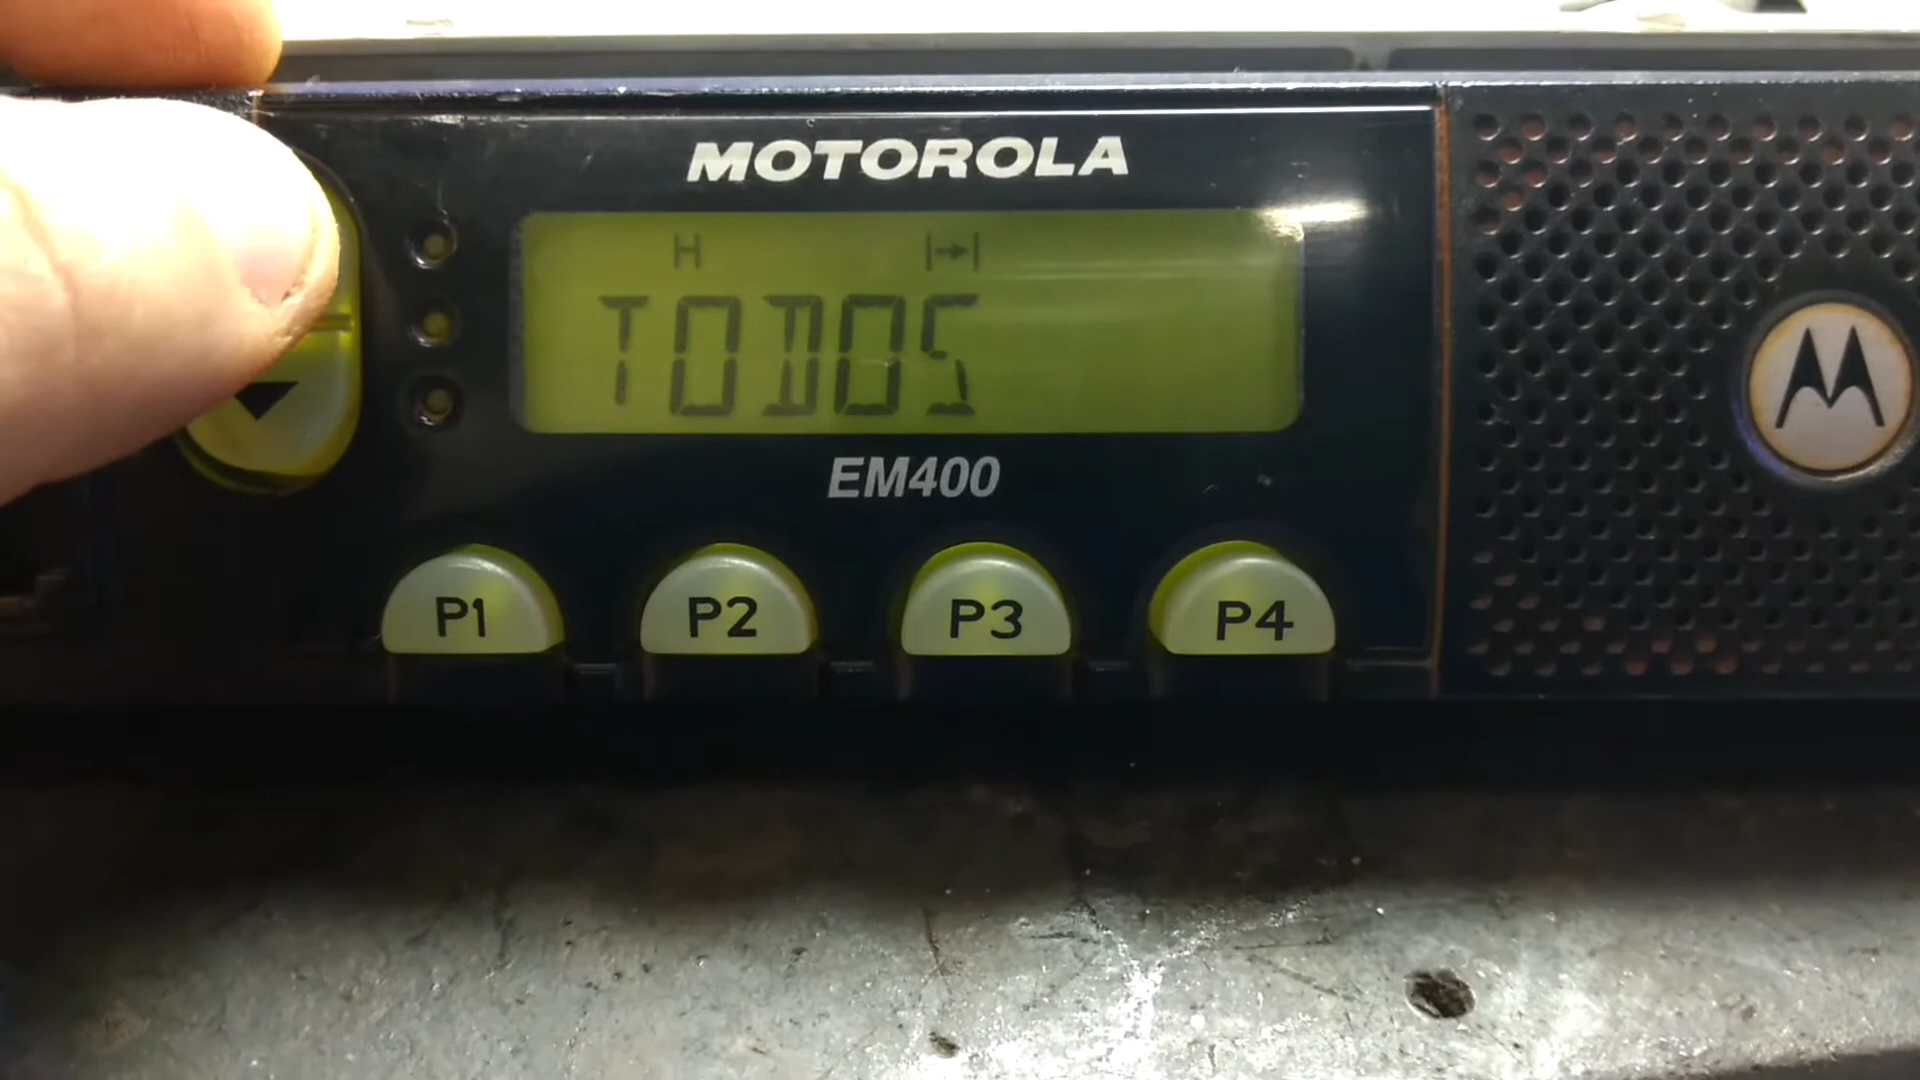 MOTOROLA
H |→|
TODOS
EM400
P1 P2 P3 P4